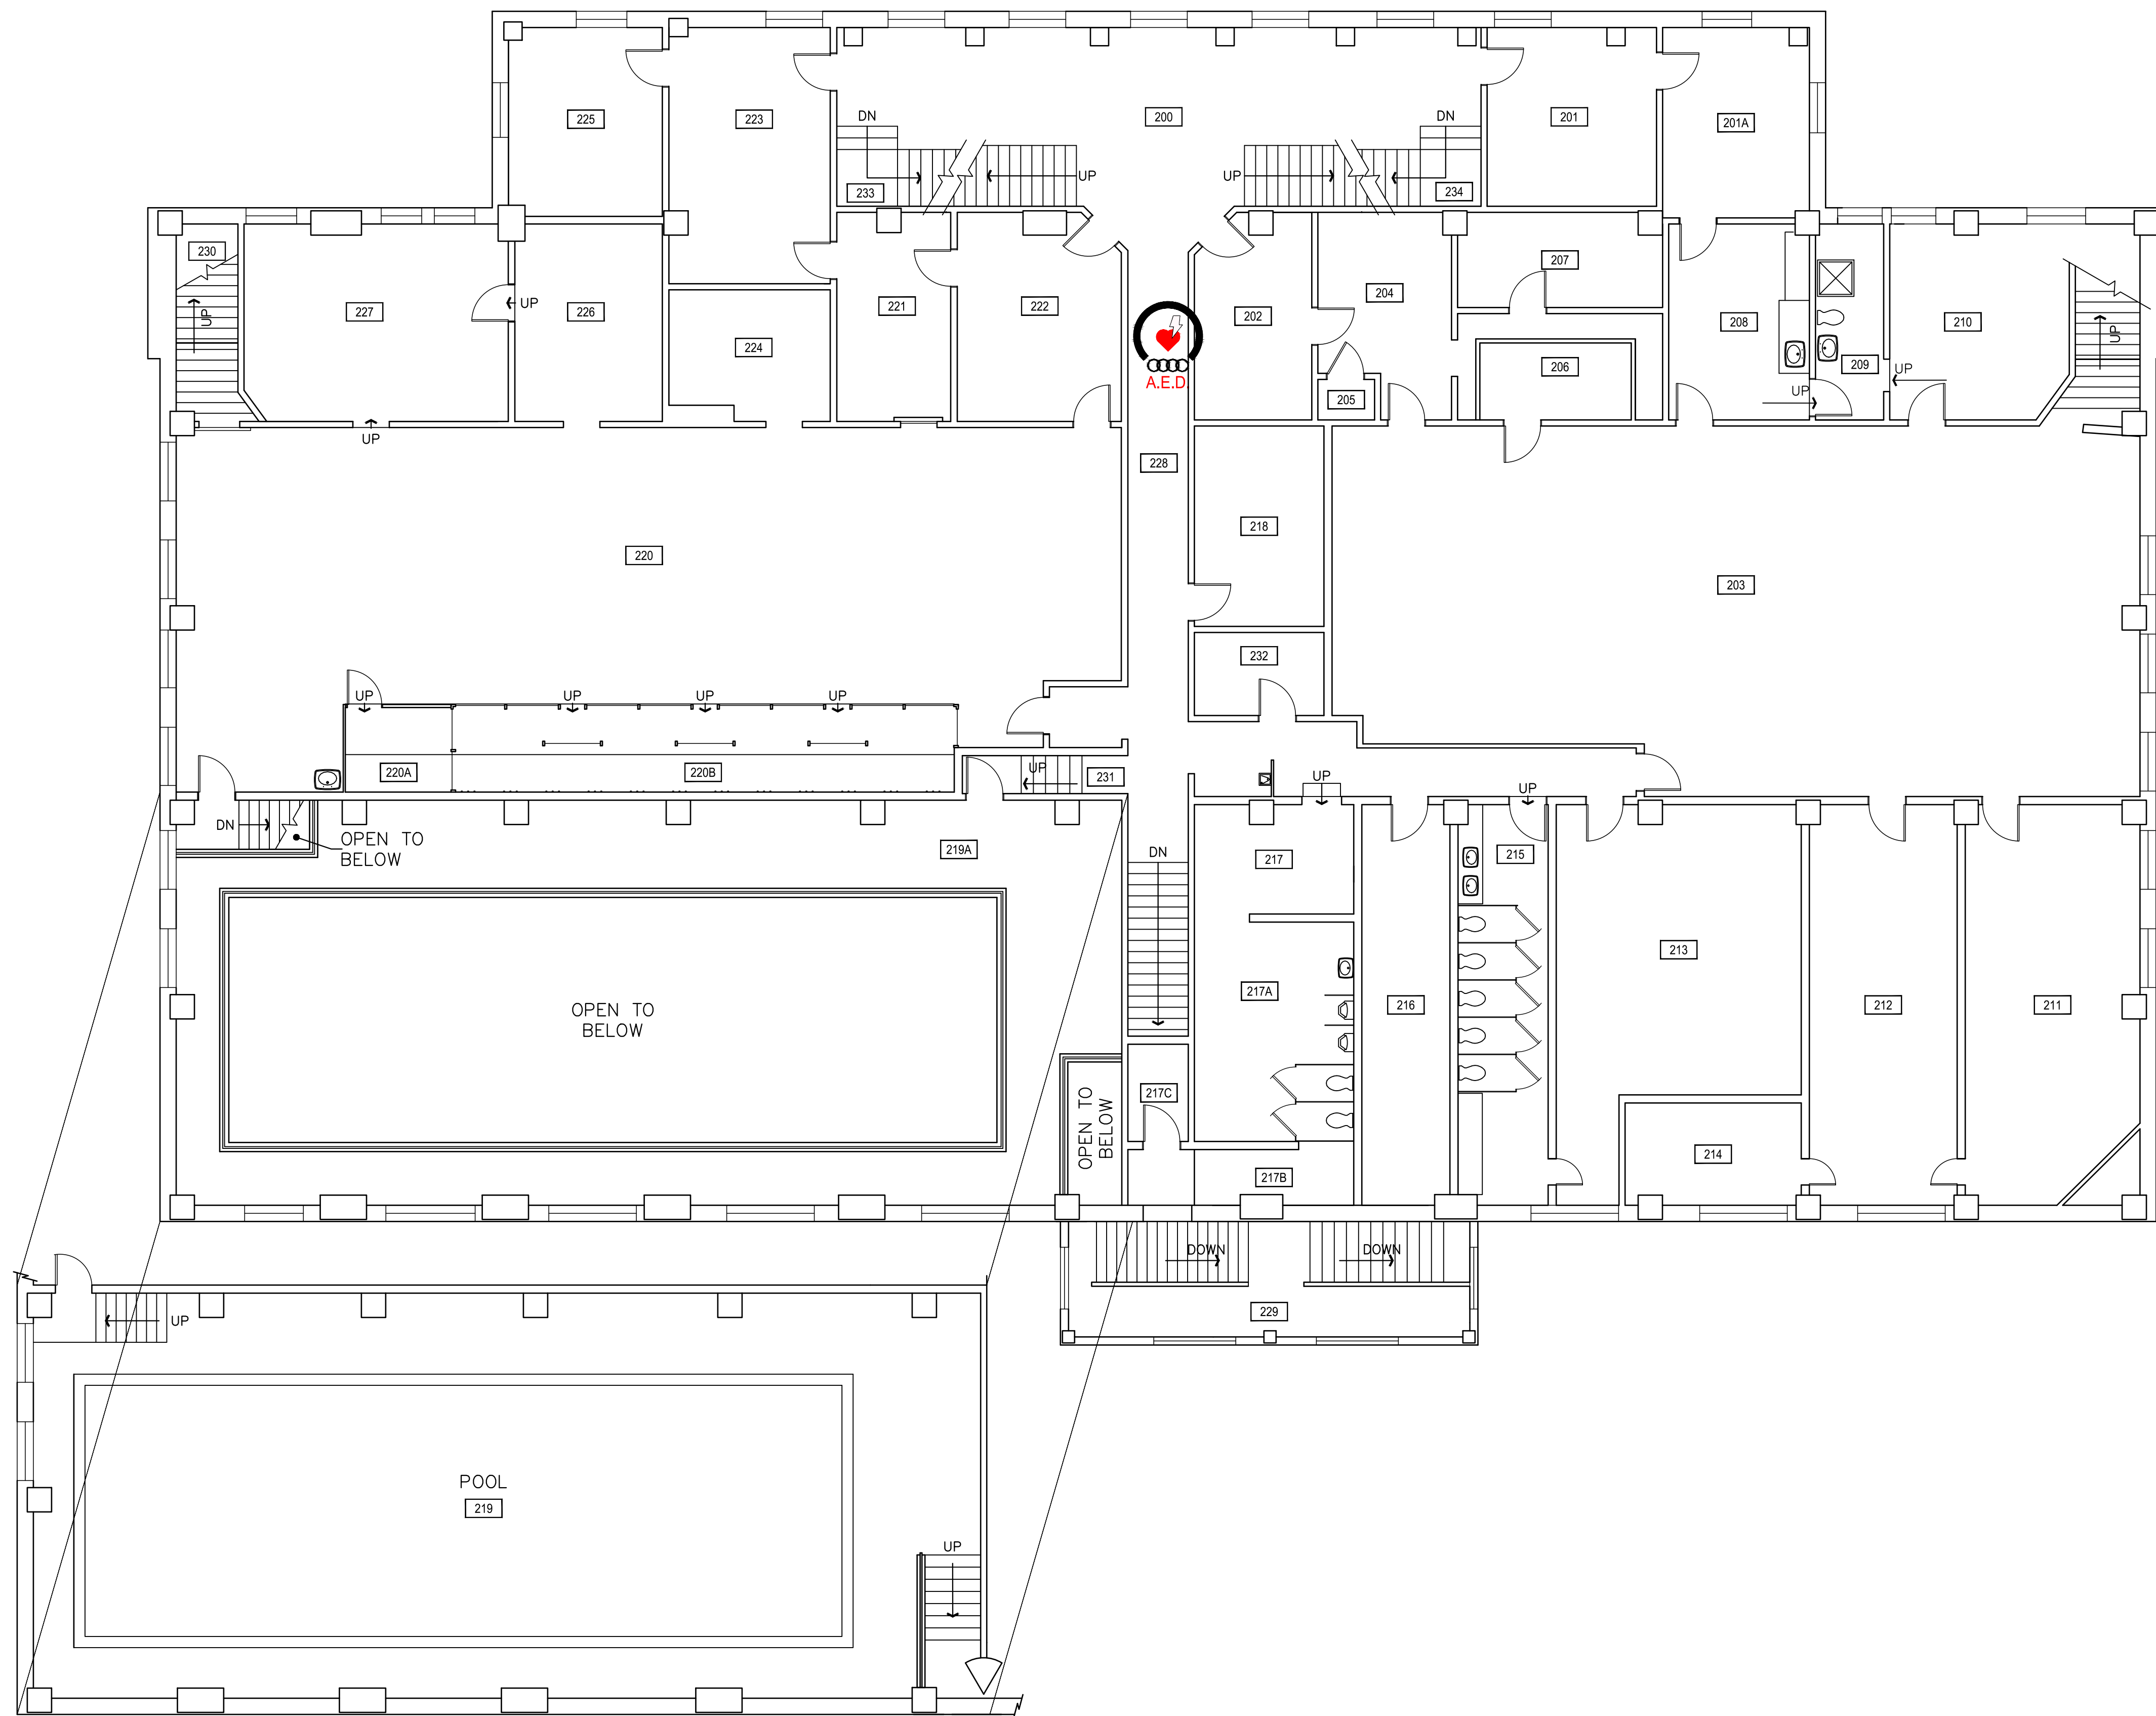 225
223
DN
200
DN
201
201A
UP
UP
233
234
230
UP
227
UP
226
224
221
222
A.E.D.
202
204
207
205
206
208
UP
209
UP
210
UP
UP
228
220
218
203
232
UP
UP
UP
UP
220A
220B
UP
231
UP
UP
DN
OPEN TO
BELOW
219A
DN
217
215
213
OPEN TO
BELOW
217A
216
212
211
217C
OPEN TO
BELOW
214
217B
DOWN
DOWN
229
UP
POOL
219
UP